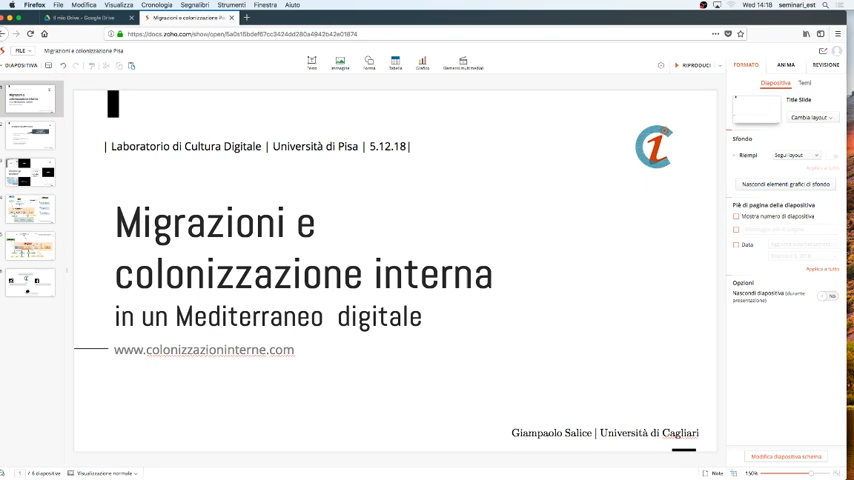 Firefox File Modifica Visualizza Cronologia Segnalibri Strumenti Finestra Aiuto
Wed 14:18 seminari_est
Il mio Drive – Google Drive
Migrazioni e colonizzazione Pi
https://docs.zoho.com/show/open/
FILE
Migrazioni e colonizzazione Pisa
DIAPOSITIVA
Testo Immagine Forma Tabella Grafico Elemento multimediali
RIPRODUCI
FORMATO ANIMA REVISIONE
Diapositiva Temi
Title Slide
Cambia layout
Sfondo
Riempi Segui layout
Applica a tutto
Nascondi elementi grafici di sfondo
Piè di pagina della diapositiva
Mostra numero di diapositiva
Data
Applica a tutto
Opzioni
Nascondi diapositiva (durante
presentazione)
No
| Laboratorio di Cultura Digitale | Università di Pisa | 5.12.18|
Migrazioni e
colonizzazione interna
in un Mediterraneo digitale
www.colonizzazioninterne.com
Giampaolo Salice | Università di Cagliari
1 / 6 diapositive
Visualizzazione normale
Note
150%
Modifica diapositiva schema